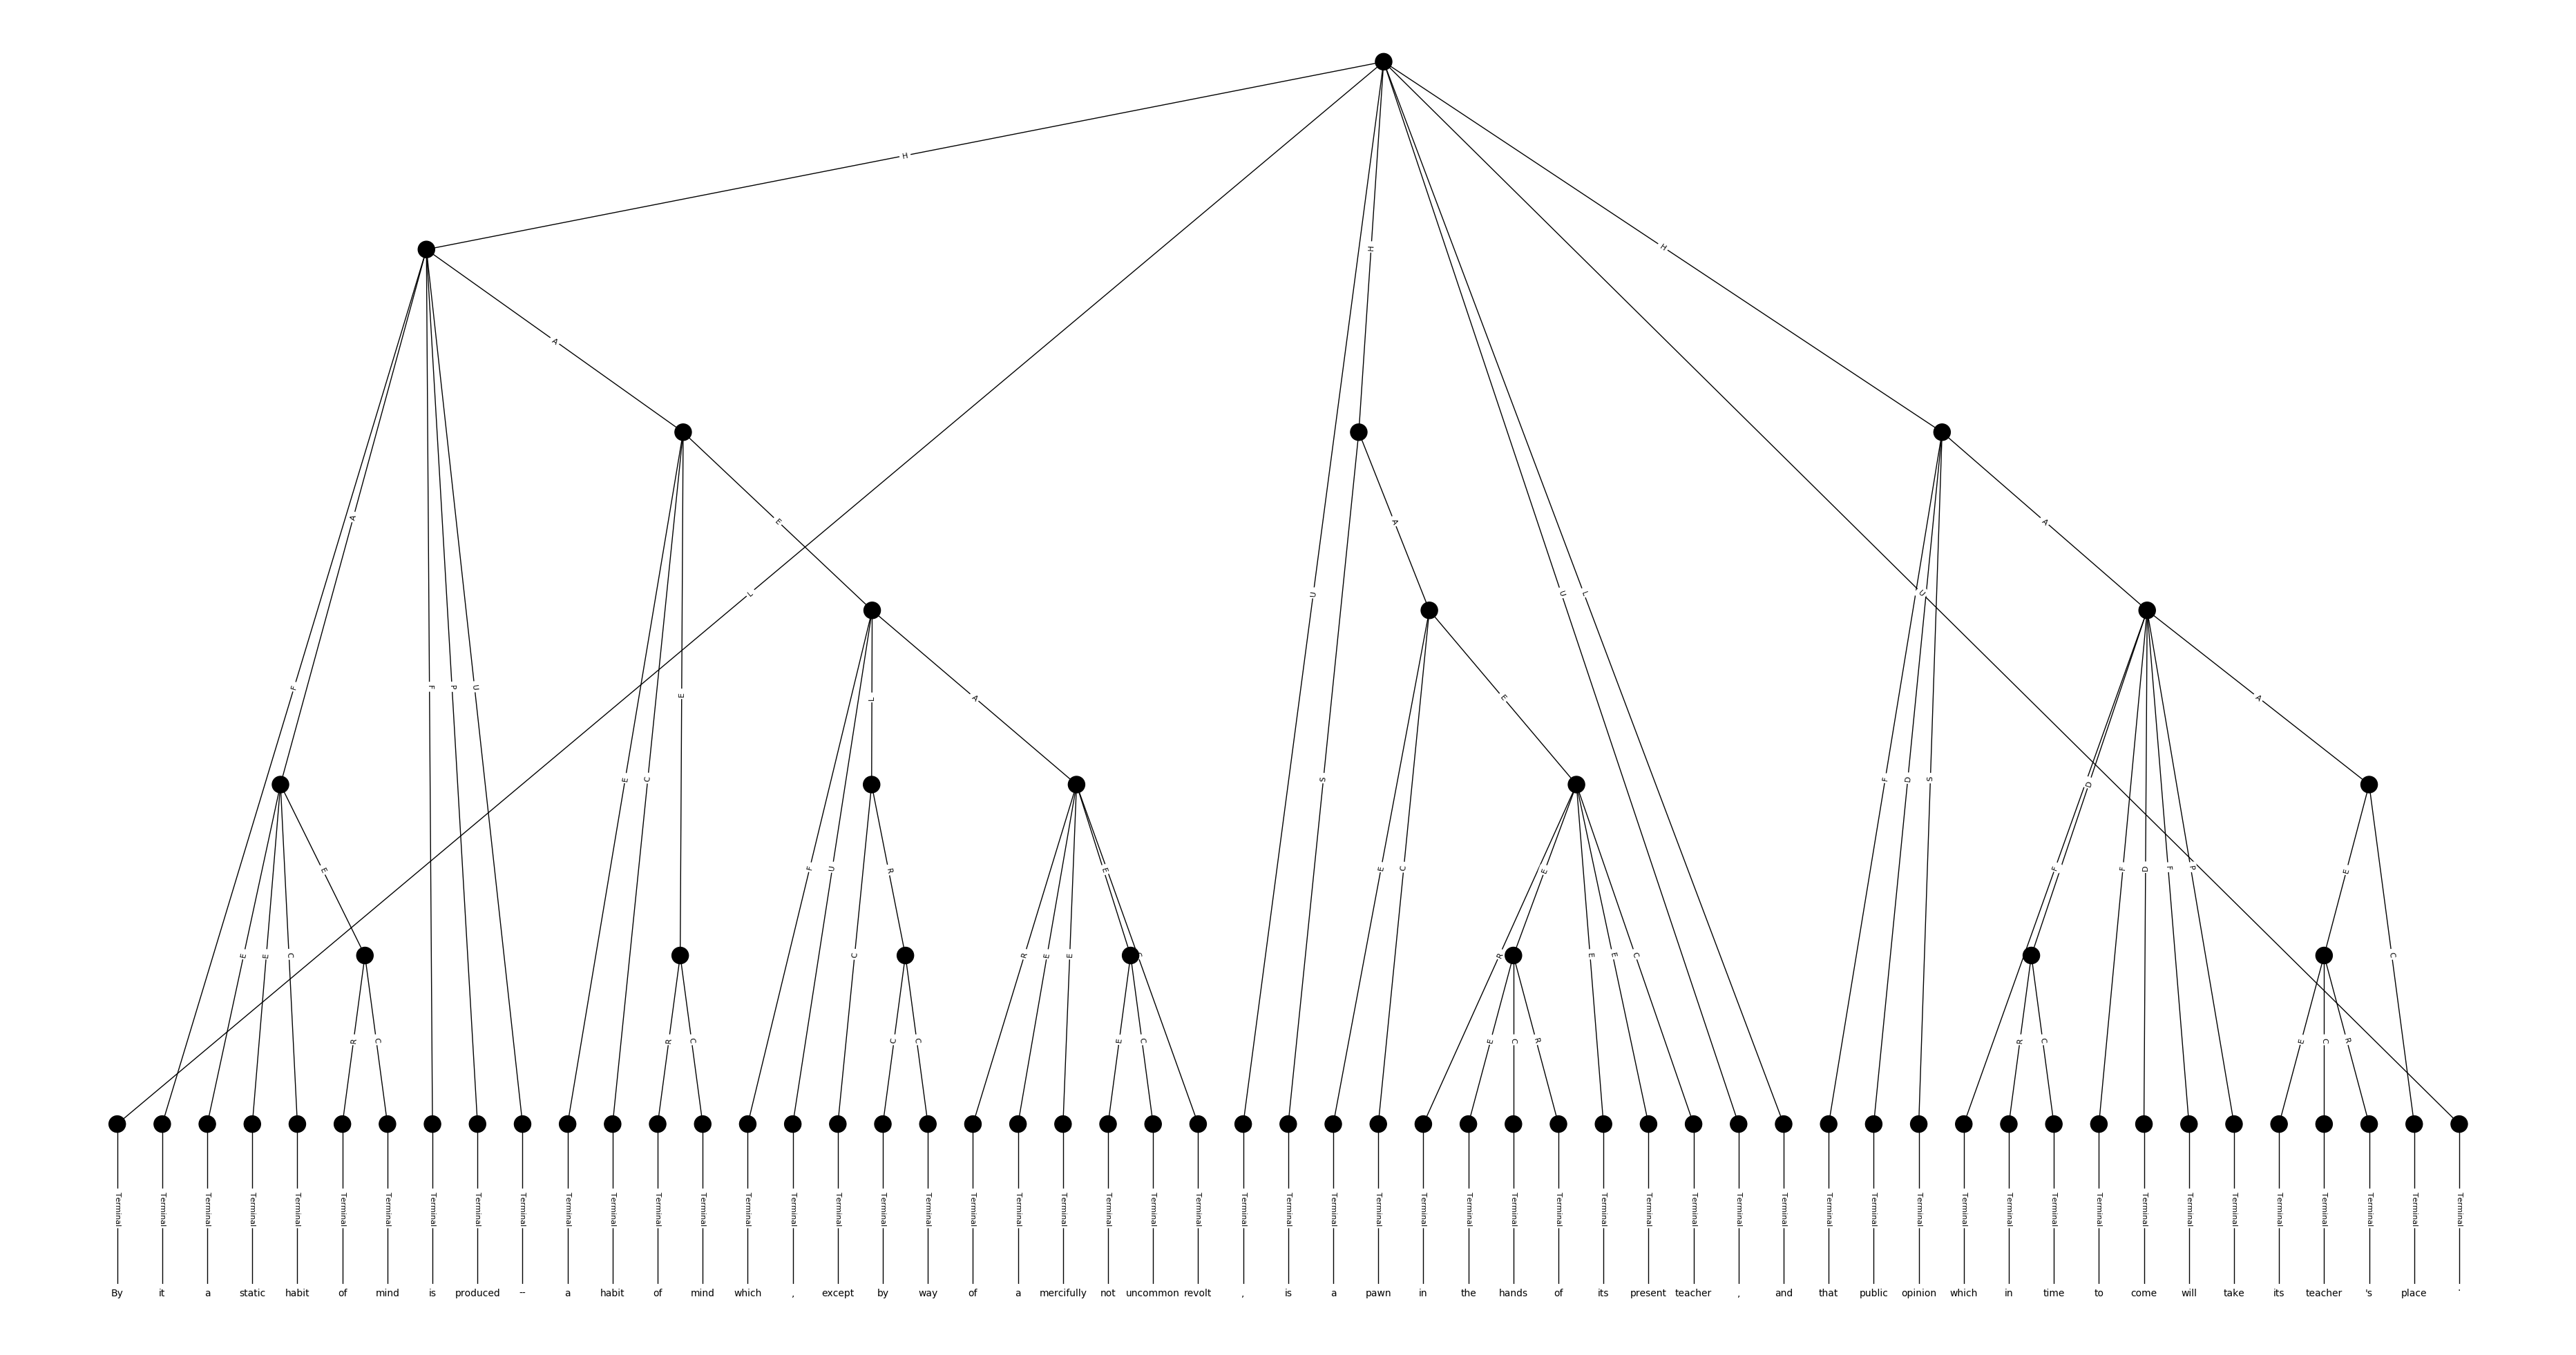 H
H H
A
A E A A
L U U L U
F F P U E L A E A
E C S F D S D
E F U R E E C E F F D F P E
E E C C R E E C R E E C C
R C R C C C E C E C R R C E C R
Terminal Terminal Terminal Terminal Terminal Terminal Terminal Terminal Terminal Terminal Terminal Terminal Terminal Terminal Terminal Terminal Terminal Terminal Terminal Terminal Terminal Terminal Terminal Terminal Terminal Terminal Terminal Terminal Terminal Terminal Terminal Terminal Terminal Terminal Terminal Terminal Terminal Terminal Terminal Terminal Terminal Terminal Terminal Terminal Terminal Terminal Terminal Terminal Terminal Terminal Terminal Terminal Terminal
By it a static habit of mind is produced -- a habit of mind which , except by way of a mercifully not uncommon revolt , is a pawn in the hands of its present teacher , and that public opinion which in time to come will take its teacher 's place '